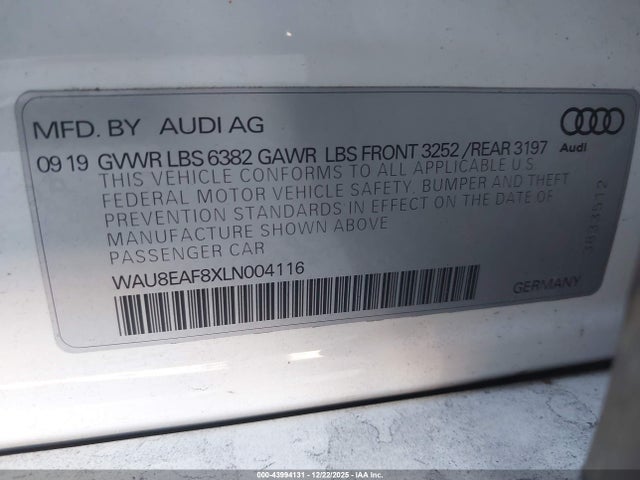 MFD. BY AUDI AG
09 19 GVWR LBS 6382 GAWR LBS FRONT 3252 / REAR 3197
Audi
THIS VEHICLE CONFORMS TO ALL APPLICABLE U.S.
FEDERAL MOTOR VEHICLE SAFETY, BUMPER AND THEFT
PREVENTION STANDARDS IN EFFECT ON THE DATE OF
MANUFACTURE SHOWN ABOVE
PASSENGER CAR
WAU8EAF8XLN004116
GERMANY
000-43994131 - 12/22/2025 - IAA Inc.